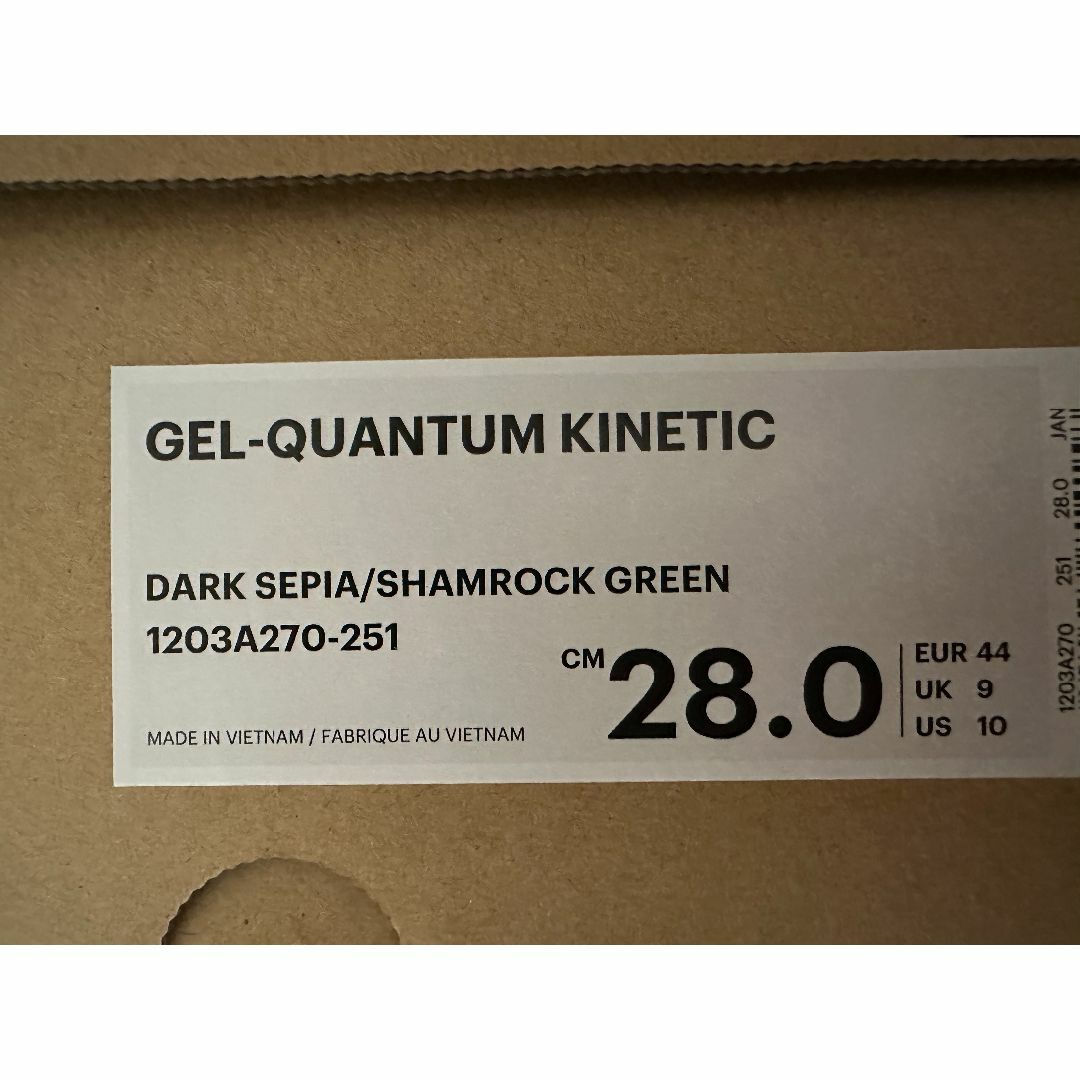 GEL-QUANTUM KINETIC
DARK SEPIA/SHAMROCK GREEN
1203A270-251
MADE IN VIETNAM / FABRIQUE AU VIETNAM
CM 28.0
EUR 44
UK 9
US 10
1203A270 251 28.0 JAN